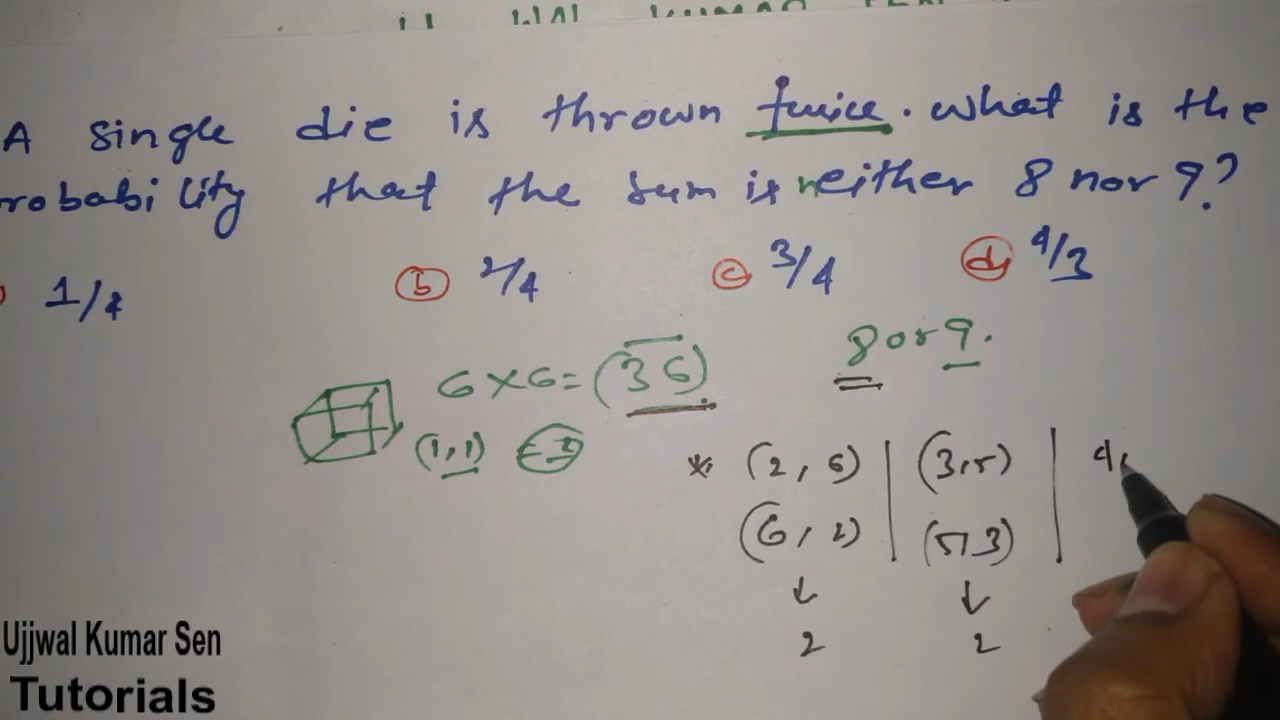 A single die is thrown twice. what is the
robability that the sum is neither 8 nor 9?
1/4 (b) 2/4 (c) 3/4 (d) 4/3
8 or 9.
6×6=(36)
(1,1) =2
* (2, 6) | (3,5) | 4,
(6, 2) | (5,3)
↓ ↓
2 2
Ujjwal Kumar Sen
Tutorials